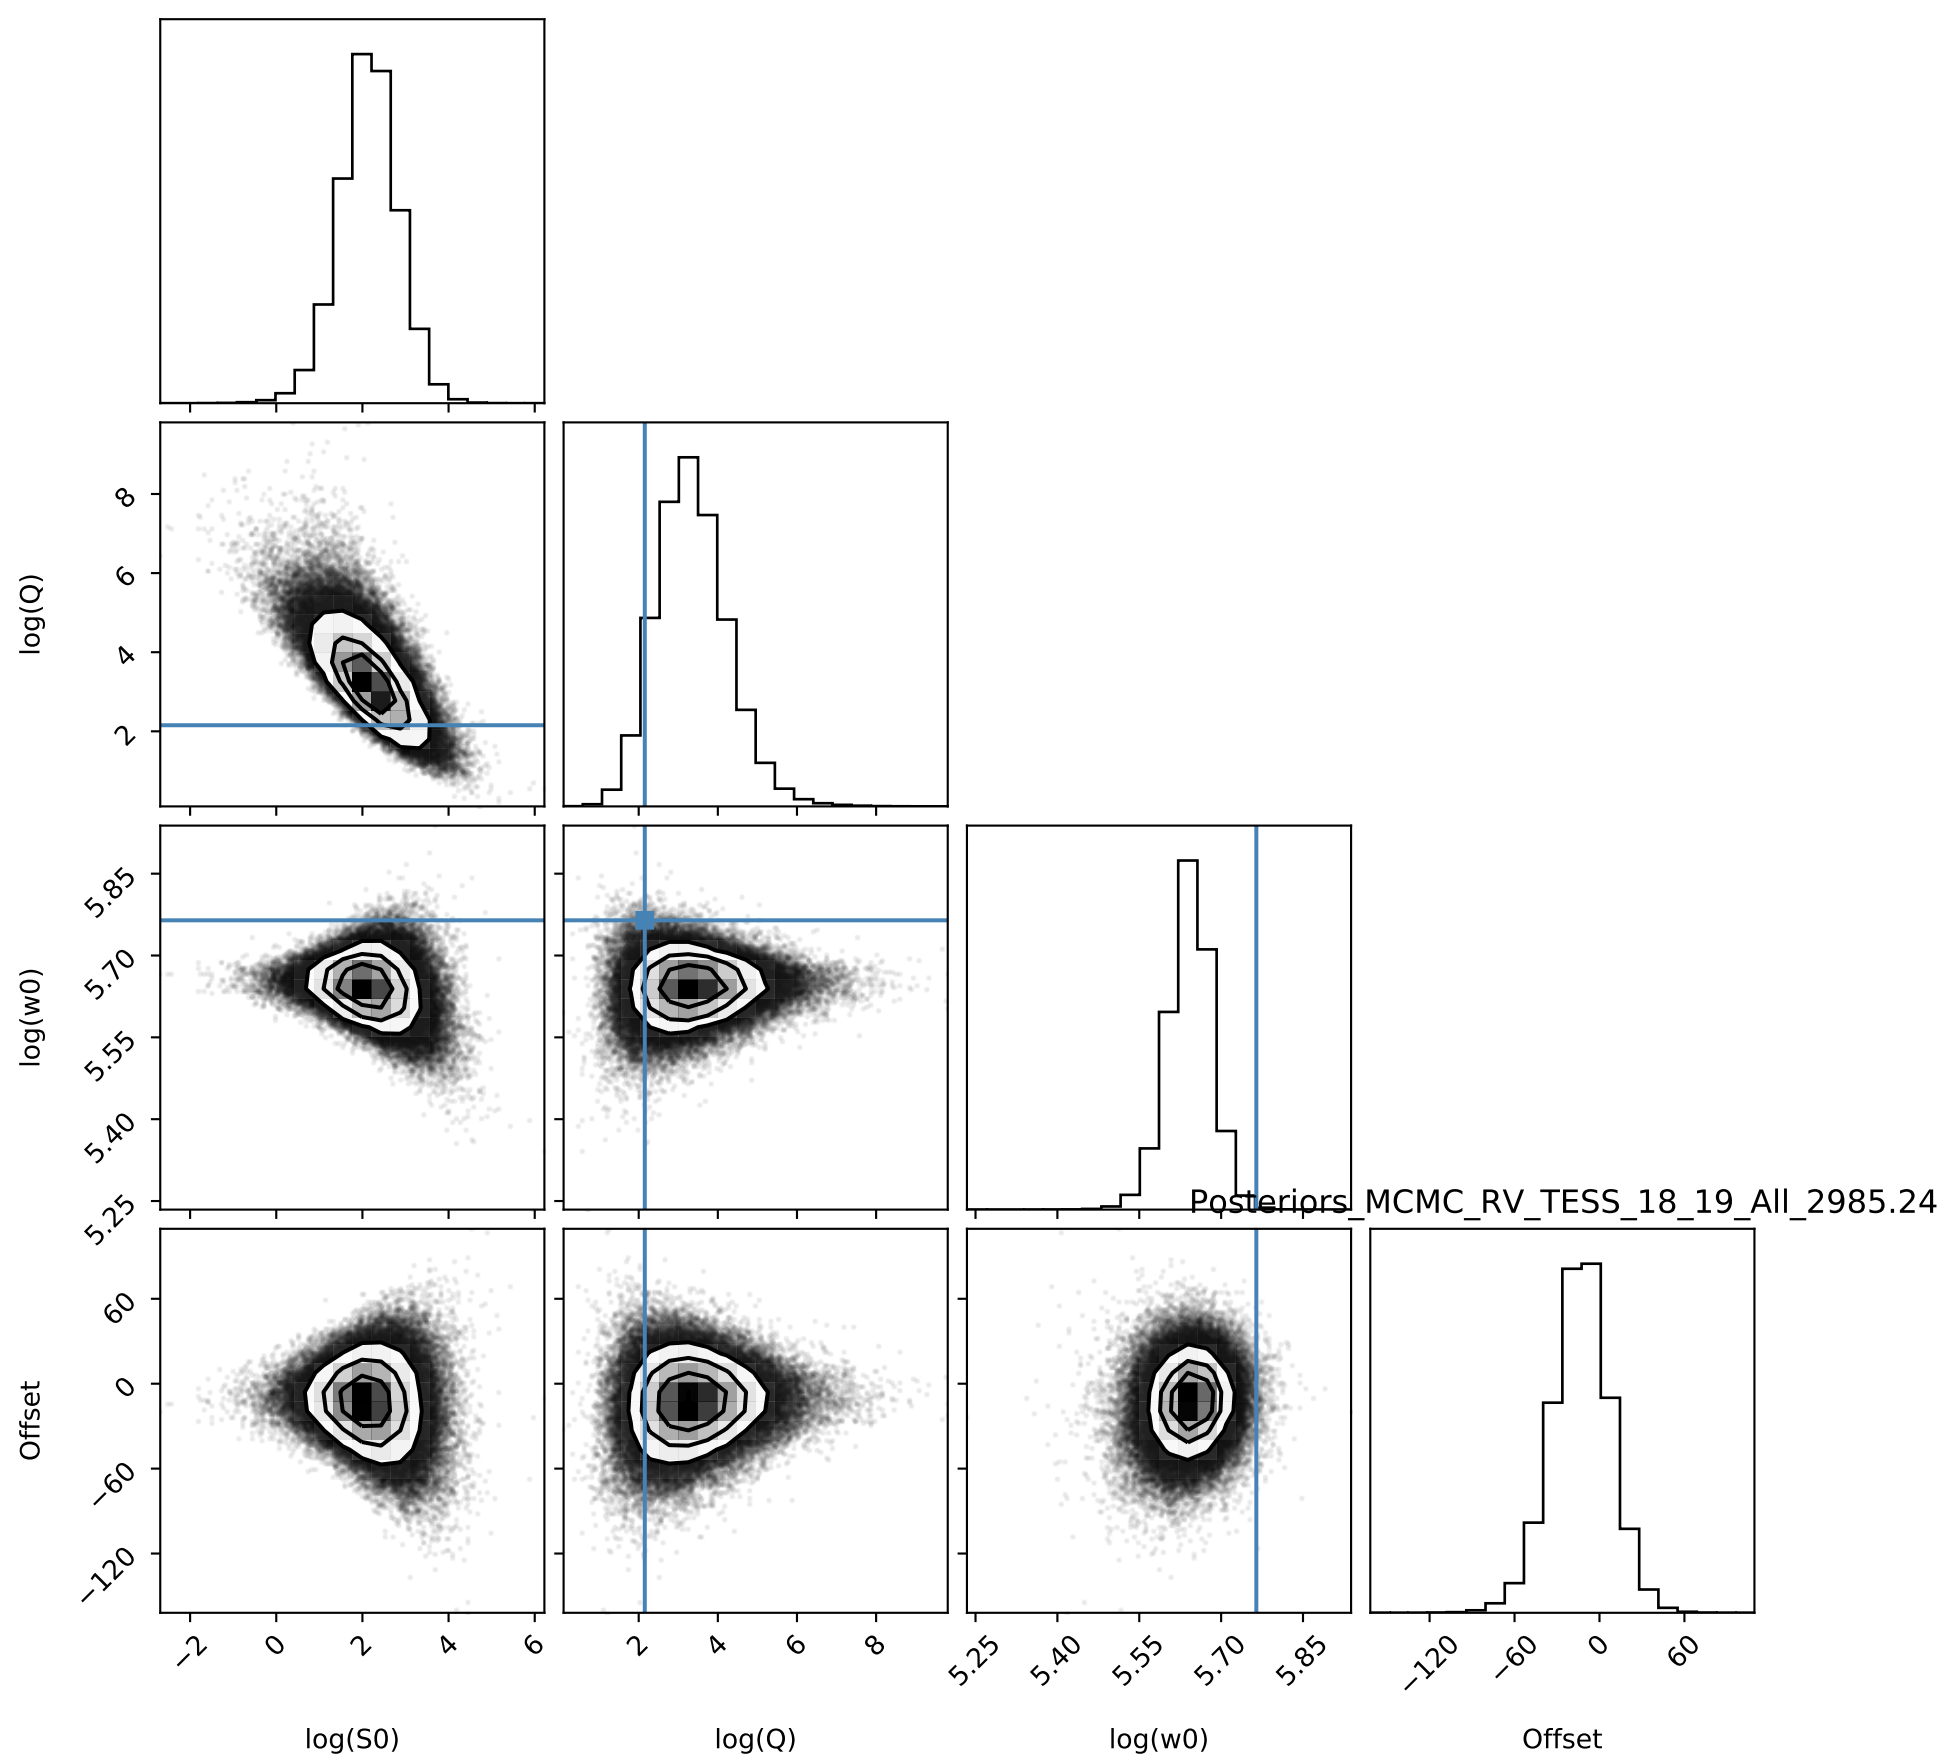 log(Q)
8
6
4
2
log(w0)
5.85
5.70
5.55
5.40
5.25
Posteriors_MCMC_RV_TESS_18_19_All_2985.24
Offset
60
0
−60
−120
−2 0 2 4 6 2 4 6 8 5.25 5.40 5.55 5.70 5.85 −120 −60 0 60
log(S0) log(Q) log(w0) Offset